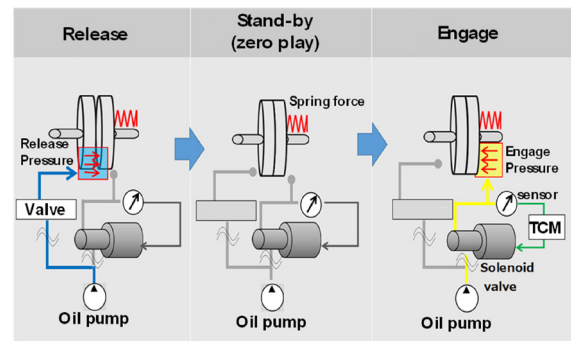 Release
Stand-by
(zero play)
Engage
Release
Pressure
Valve
Oil pump
Spring force
Oil pump
Engage
Pressure
sensor
TCM
Solenoid
valve
Oil pump